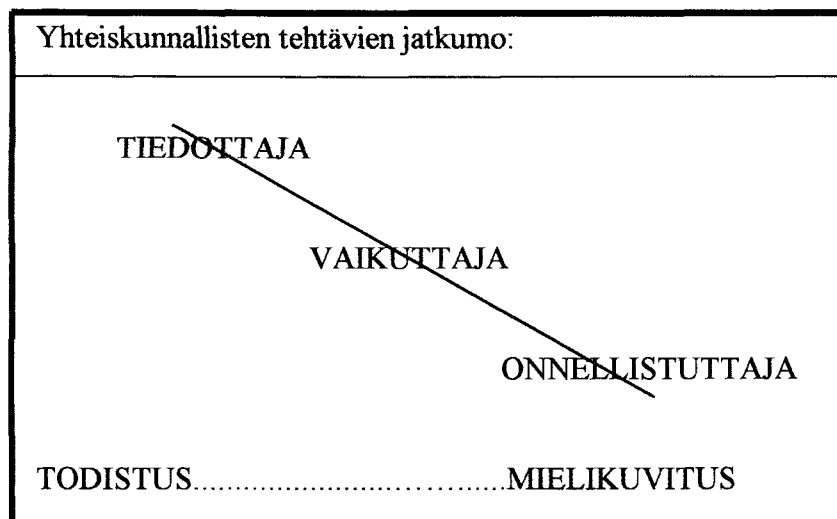 Yhteiskunnallisten tehtävien jatkumo:
TIEDOTTAJA
VAIKUTTAJA
ONNELLISTUTTAJA
TODISTUS..................................MIELIKUVITUS